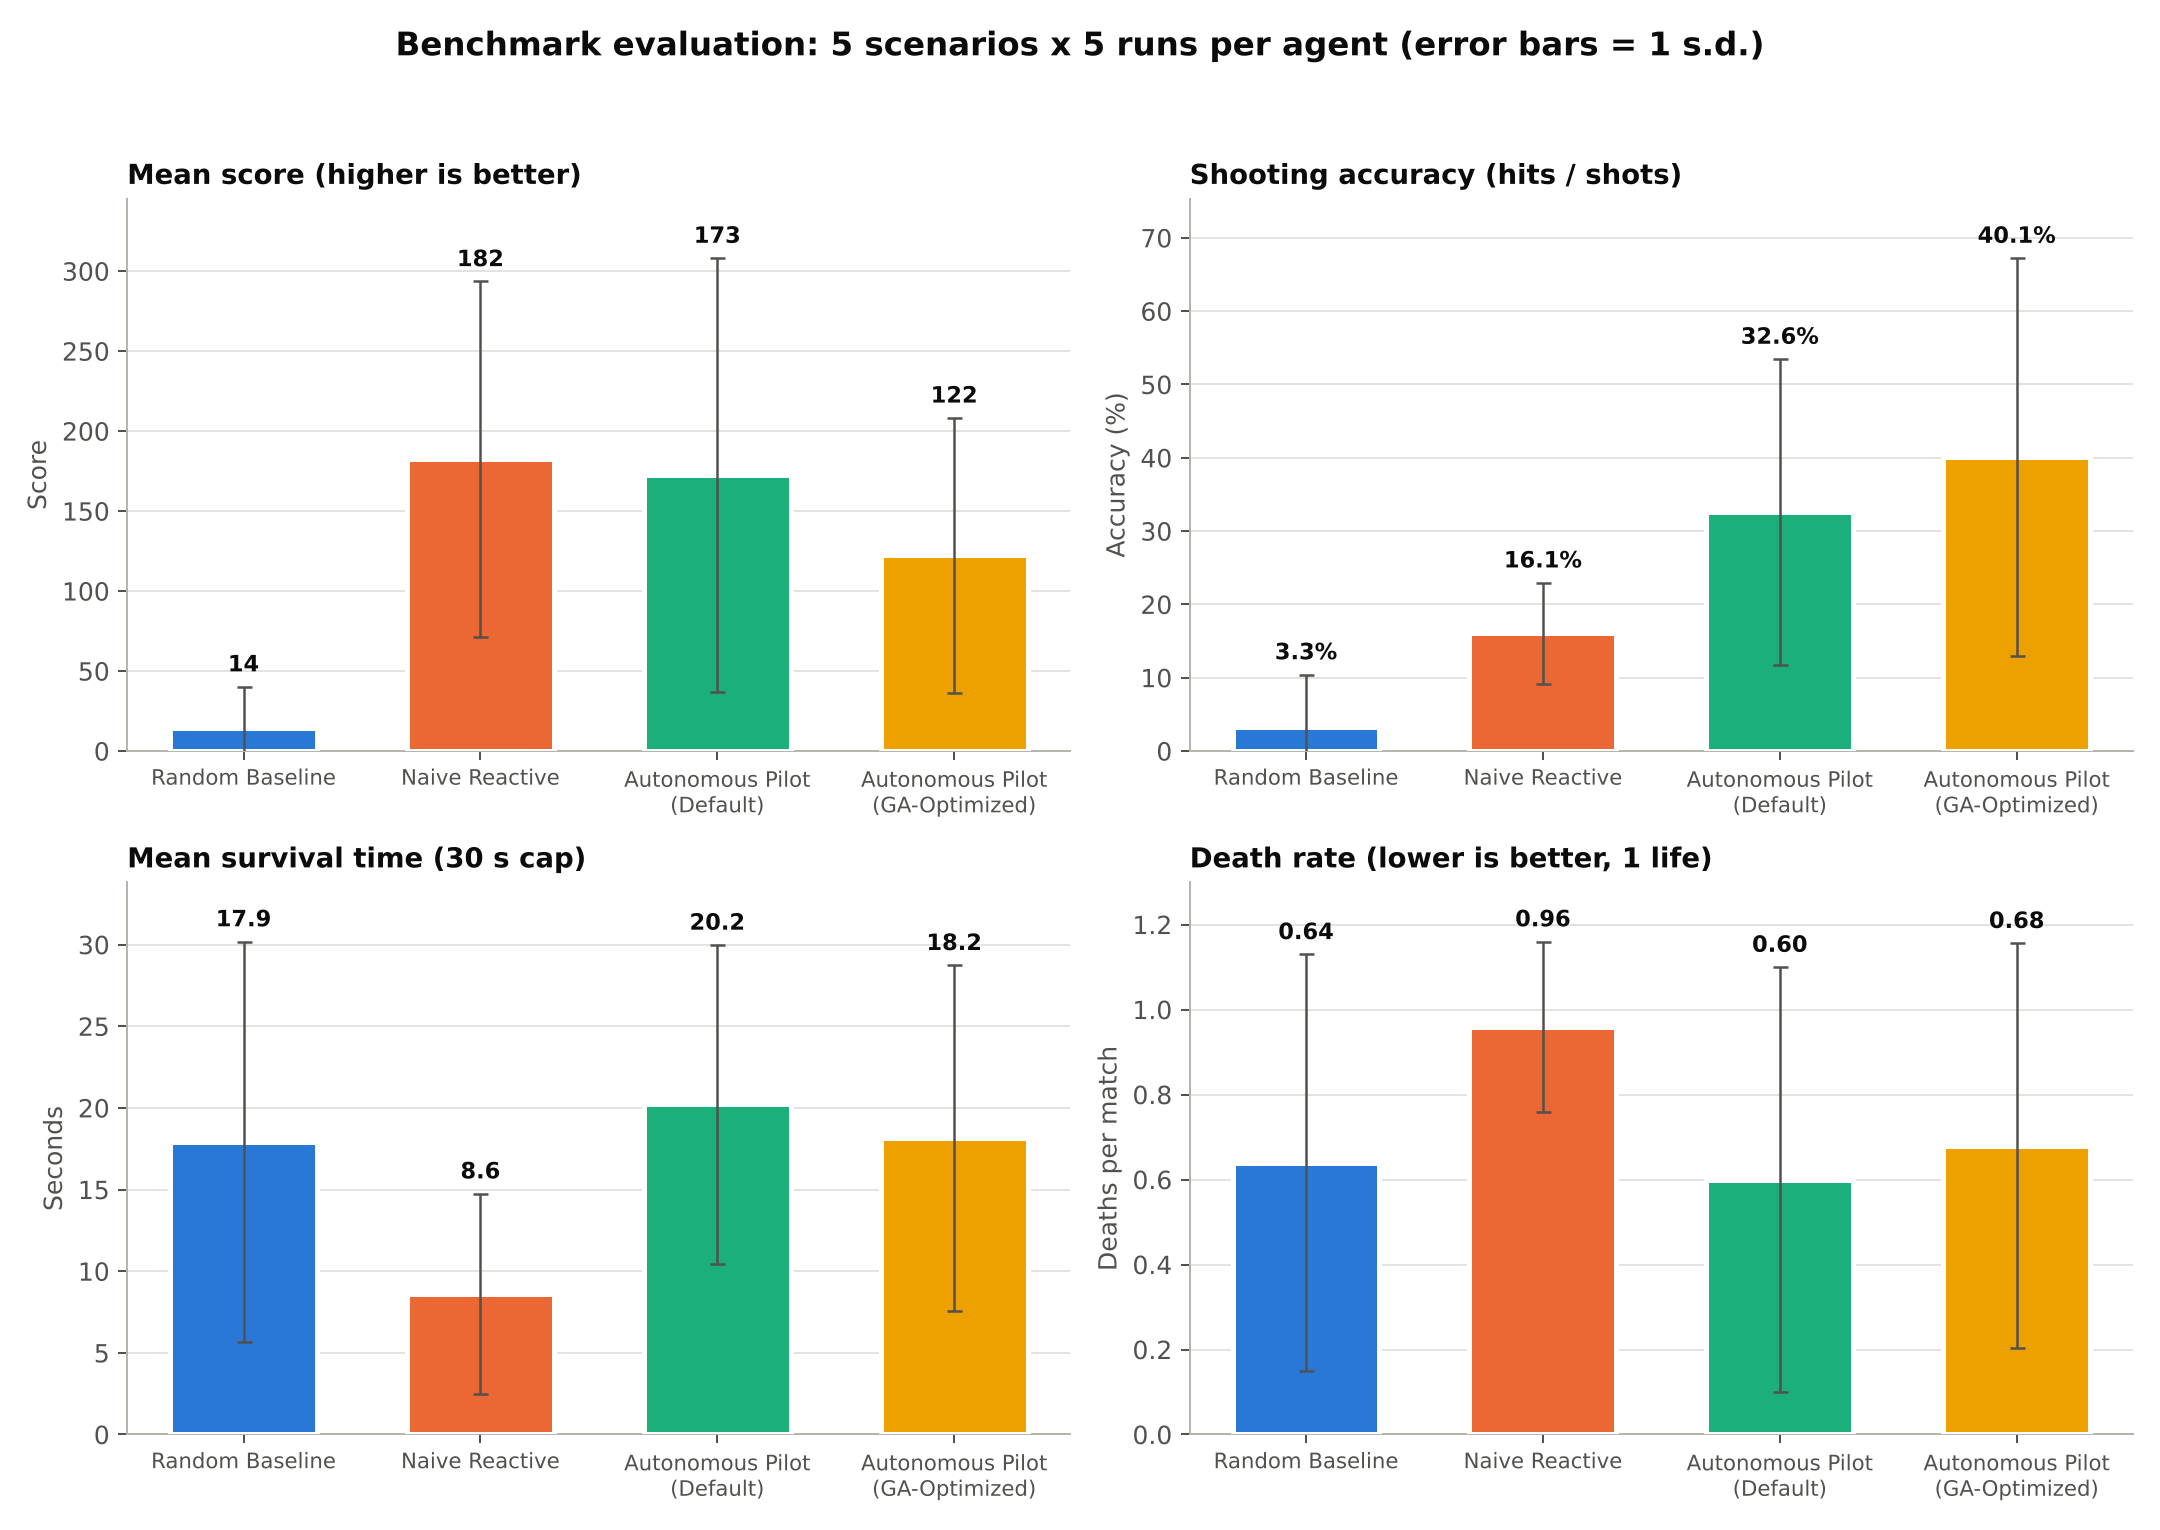 Benchmark evaluation: 5 scenarios x 5 runs per agent (error bars = 1 s.d.)
Mean score (higher is better)
Score
300
250
200
150
100
50
0
14
182
173
122
Random Baseline
Naive Reactive
Autonomous Pilot
(Default)
Autonomous Pilot
(GA-Optimized)
Shooting accuracy (hits / shots)
Accuracy (%)
70
60
50
40
30
20
10
0
3.3%
16.1%
32.6%
40.1%
Random Baseline
Naive Reactive
Autonomous Pilot
(Default)
Autonomous Pilot
(GA-Optimized)
Mean survival time (30 s cap)
Seconds
30
25
20
15
10
5
0
17.9
8.6
20.2
18.2
Random Baseline
Naive Reactive
Autonomous Pilot
(Default)
Autonomous Pilot
(GA-Optimized)
Death rate (lower is better, 1 life)
Deaths per match
1.2
1.0
0.8
0.6
0.4
0.2
0.0
0.64
0.96
0.60
0.68
Random Baseline
Naive Reactive
Autonomous Pilot
(Default)
Autonomous Pilot
(GA-Optimized)